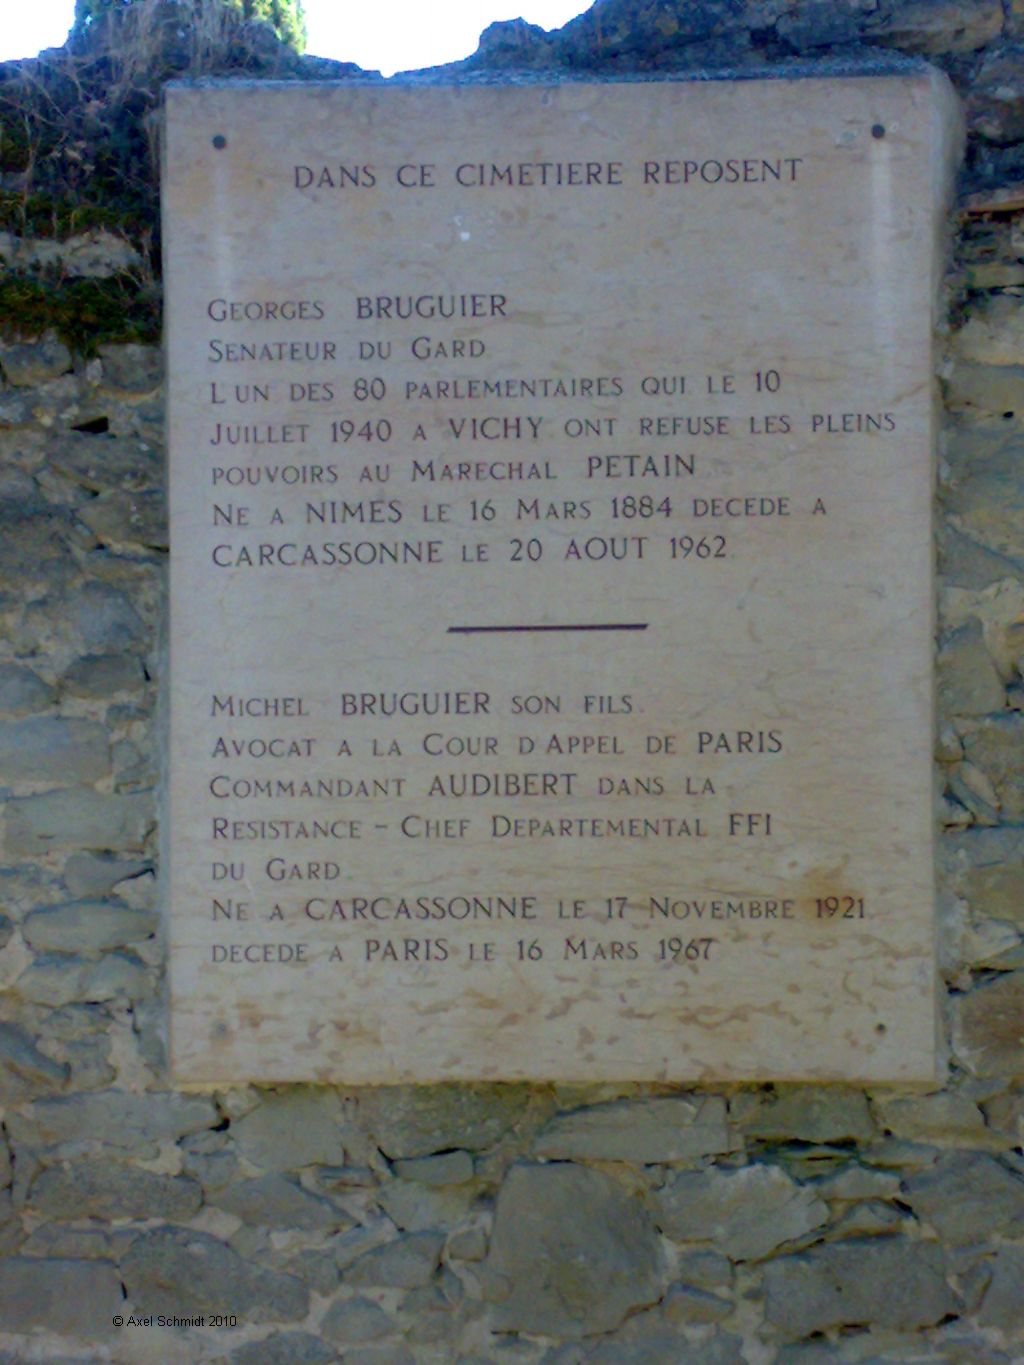 DANS CE CIMETIERE REPOSENT
GEORGES BRUGUIER
SENATEUR DU GARD
L'UN DES 80 PARLEMENTAIRES QUI LE 10
JUILLET 1940 A VICHY ONT REFUSE LES PLEINS
POUVOIRS AU MARECHAL PETAIN
NE A NIMES LE 16 MARS 1884 DECEDE A
CARCASSONNE LE 20 AOUT 1962
MICHEL BRUGUIER SON FILS
AVOCAT A LA COUR D'APPEL DE PARIS
COMMANDANT AUDIBERT DANS LA
RESISTANCE - CHEF DEPARTEMENTAL FFI
DU GARD
NE A CARCASSONNE LE 17 NOVEMBRE 1921
DECEDE A PARIS LE 16 MARS 1967
© Axel Schmidt 2010